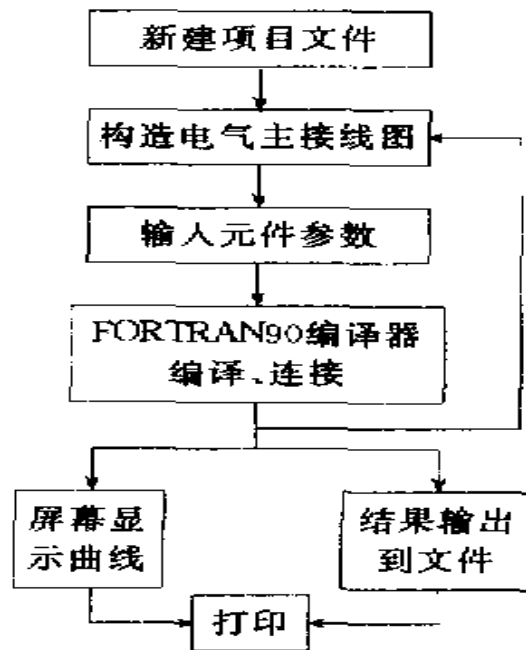 新建项目文件
构造电气主接线图
输人元件参数
FORTRAN90编译器
编译、连接
屏幕显
示曲线
结果输出
到文件
打印